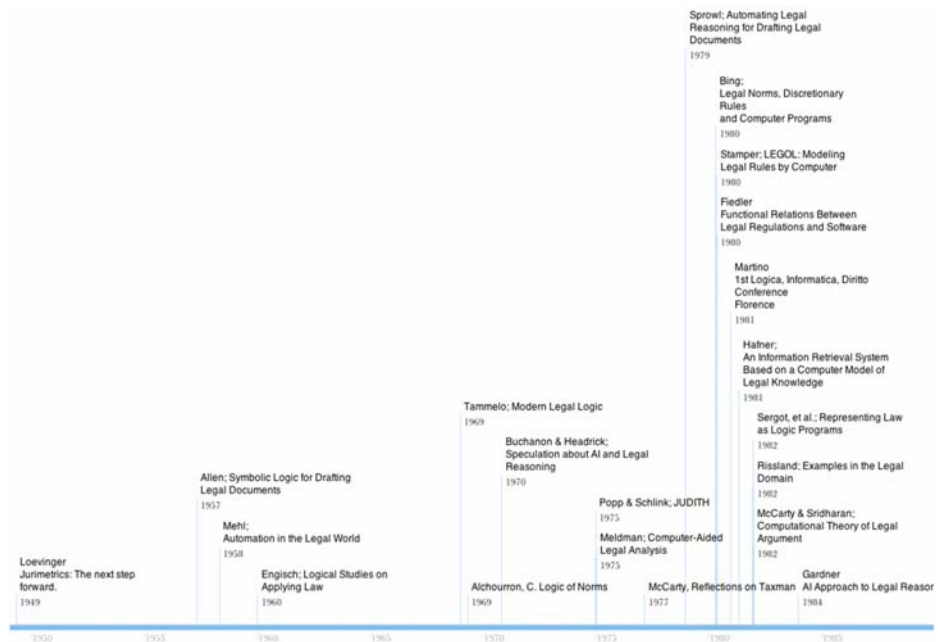 Sprowl; Automating Legal
Reasoning for Drafting Legal
Documents
1979
Bing;
Legal Norms, Discretionary
Rules
and Computer Programs
1980
Stamper; LEGOL: Modeling
Legal Rules by Computer
1980
Fiedler
Functional Relations Between
Legal Regulations and Software
1980
Martino
1st Logica, Informatica, Diritto
Conference
Florence
1981
Hafner;
An Information Retrieval System
Based on a Computer Model of
Legal Knowledge
1981
Tammelo; Modern Legal Logic
1969
Sergot, et al.; Representing Law
as Logic Programs
1982
Buchanon & Headrick;
Speculation about AI and Legal
Reasoning
1970
Rissland; Examples in the Legal
Domain
1982
Allen; Symbolic Logic for Drafting
Legal Documents
1957
Popp & Schlink; JUDITH
1975
McCarty & Sridharan;
Computational Theory of Legal
Argument
1982
Mehl;
Automation in the Legal World
1958
Meldman; Computer-Aided
Legal Analysis
1975
Loevinger
Jurimetrics: The next step
forward.
1949
Engisch; Logical Studies on
Applying Law
1960
Alchourron, C. Logic of Norms
1969
McCarty, Reflections on Taxman
1977
Gardner
AI Approach to Legal Reasor
1984
1950 1955 1960 1965 1970 1975 1980 1985